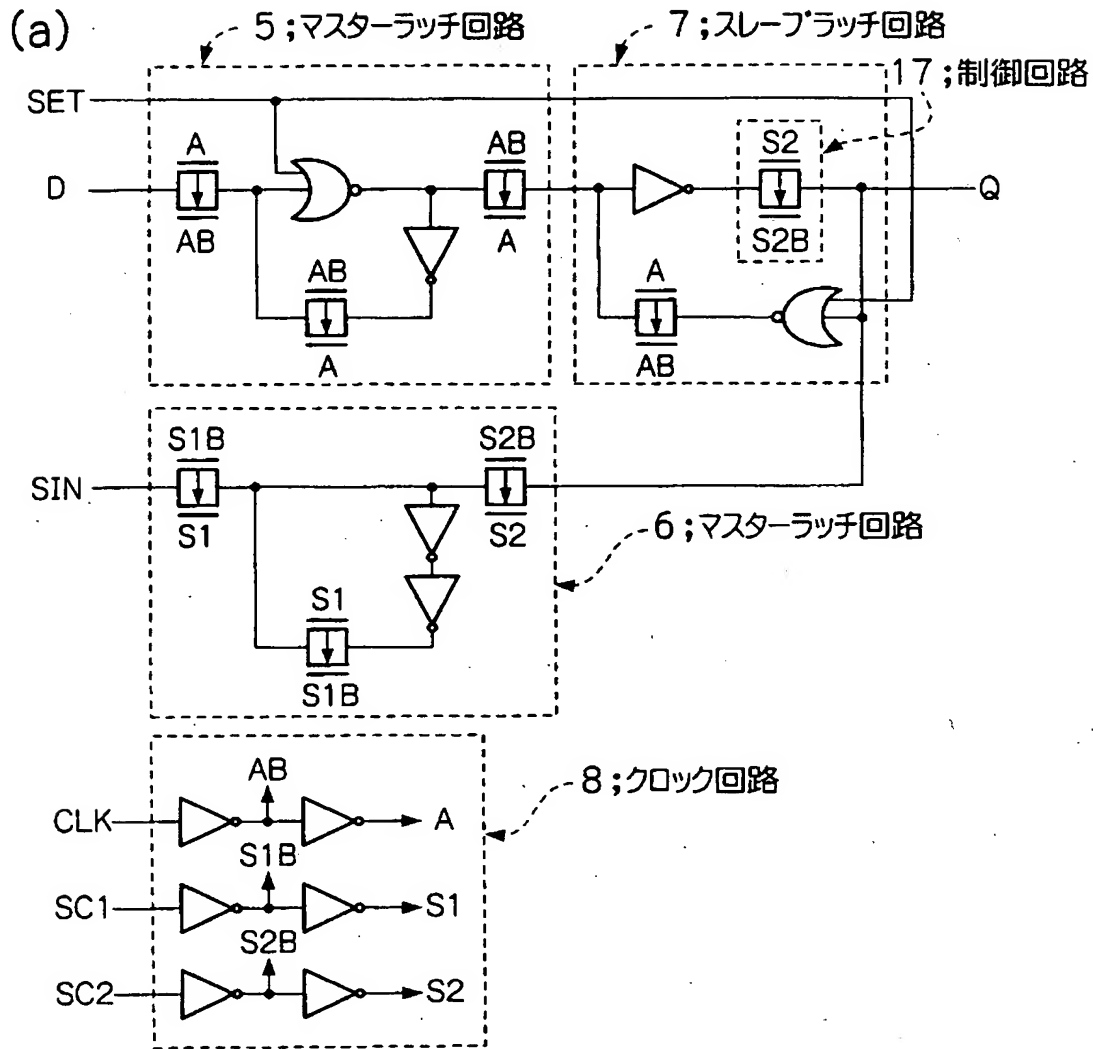 (a)
5;マスターラッチ回路
7;スレーブラッチ回路
17;制御回路
SET
A
AB
S2
D
Q
AB
A
S2B
AB
A
A
AB
S1B
S2B
SIN
S1
S2
6;マスターラッチ回路
S1
S1B
AB
8;クロック回路
CLK
A
S1B
SC1
S1
S2B
SC2
S2